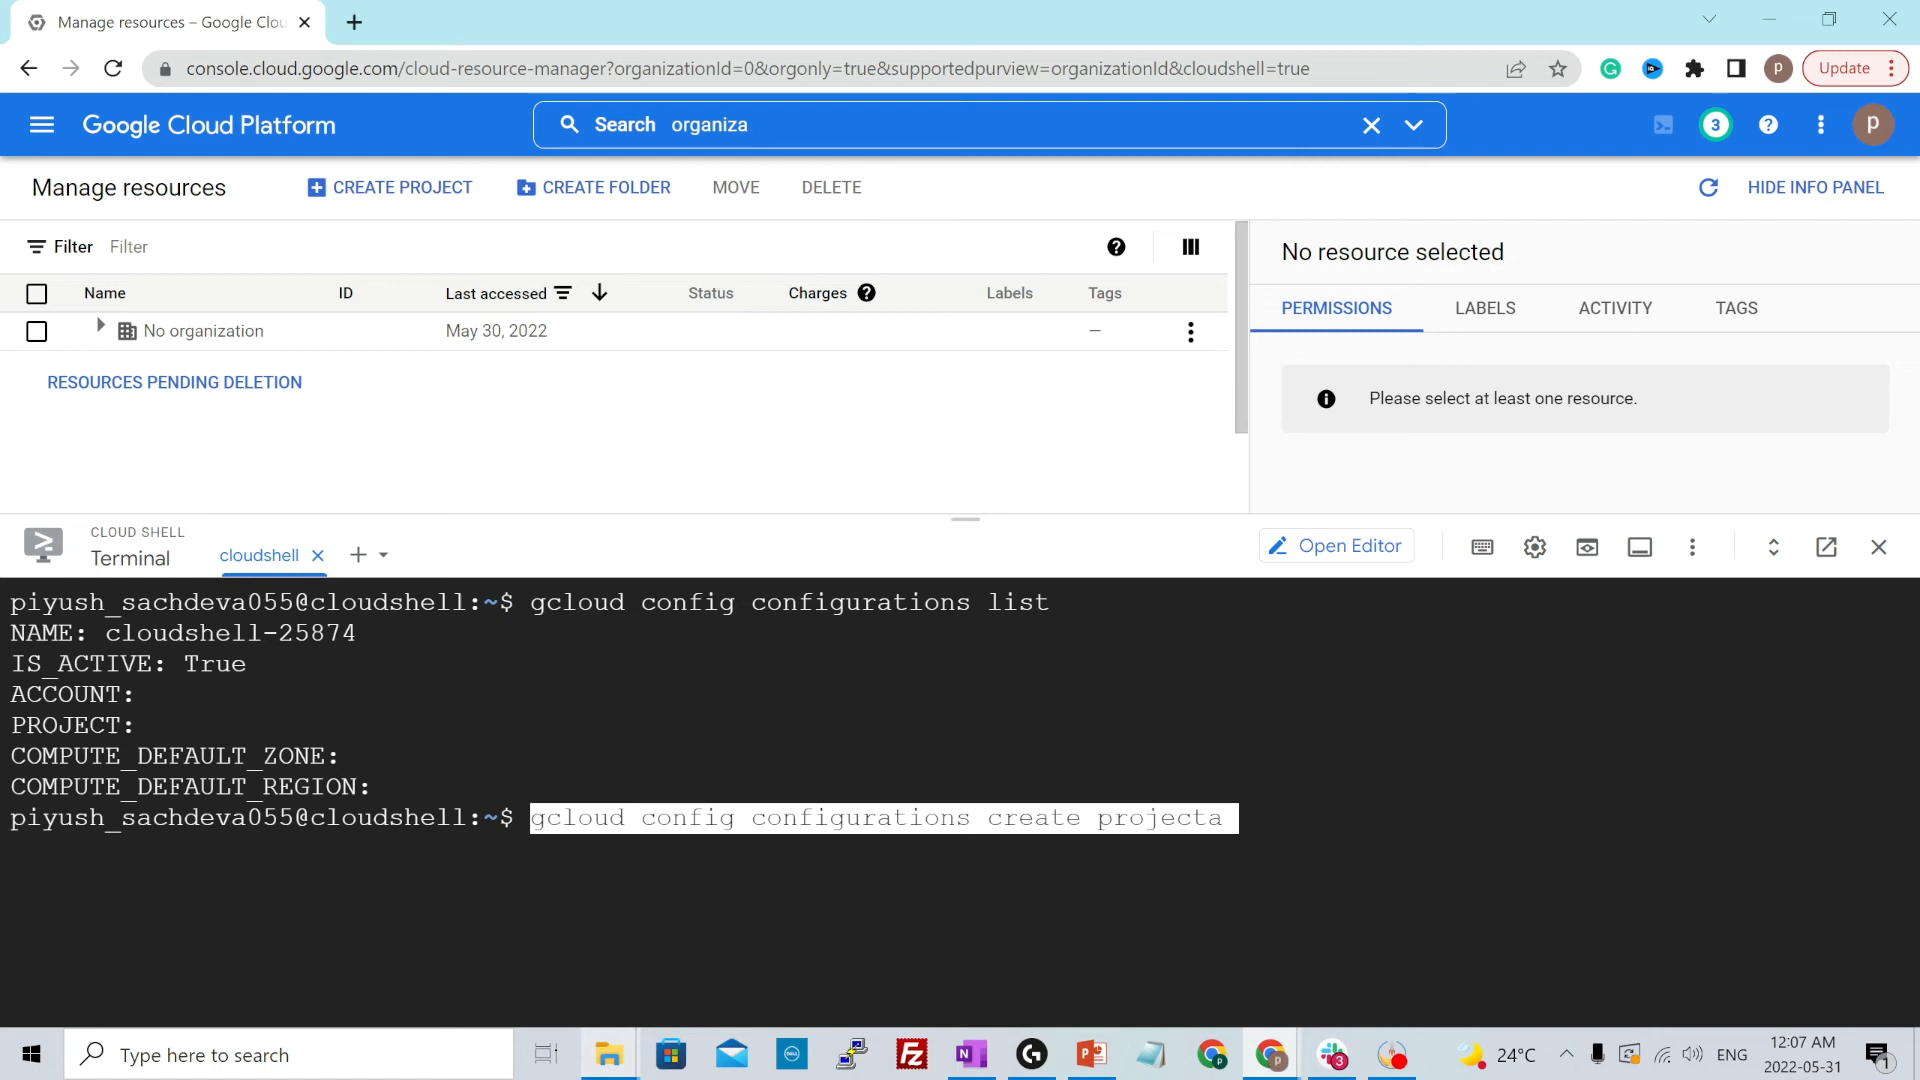 Manage resources – Google Clou
console.cloud.google.com/cloud-resource-manager?organizationId=0&orgonly=true&supportedpurview=organizationId&cloudshell=true
P
Update
Google Cloud Platform
Search organiza
3
p
Manage resources
CREATE PROJECT
CREATE FOLDER
MOVE
DELETE
HIDE INFO PANEL
Filter Filter
No resource selected
Name ID Last accessed Status Charges Labels Tags
PERMISSIONS LABELS ACTIVITY TAGS
No organization May 30, 2022 –
RESOURCES PENDING DELETION
Please select at least one resource.
CLOUD SHELL
Terminal
cloudshell
Open Editor
piyush_sachdeva055@cloudshell:~$ gcloud config configurations list
NAME: cloudshell-25874
IS_ACTIVE: True
ACCOUNT:
PROJECT:
COMPUTE_DEFAULT_ZONE:
COMPUTE_DEFAULT_REGION:
piyush_sachdeva055@cloudshell:~$ gcloud config configurations create projecta
Type here to search
24°C
ENG
12:07 AM
2022-05-31